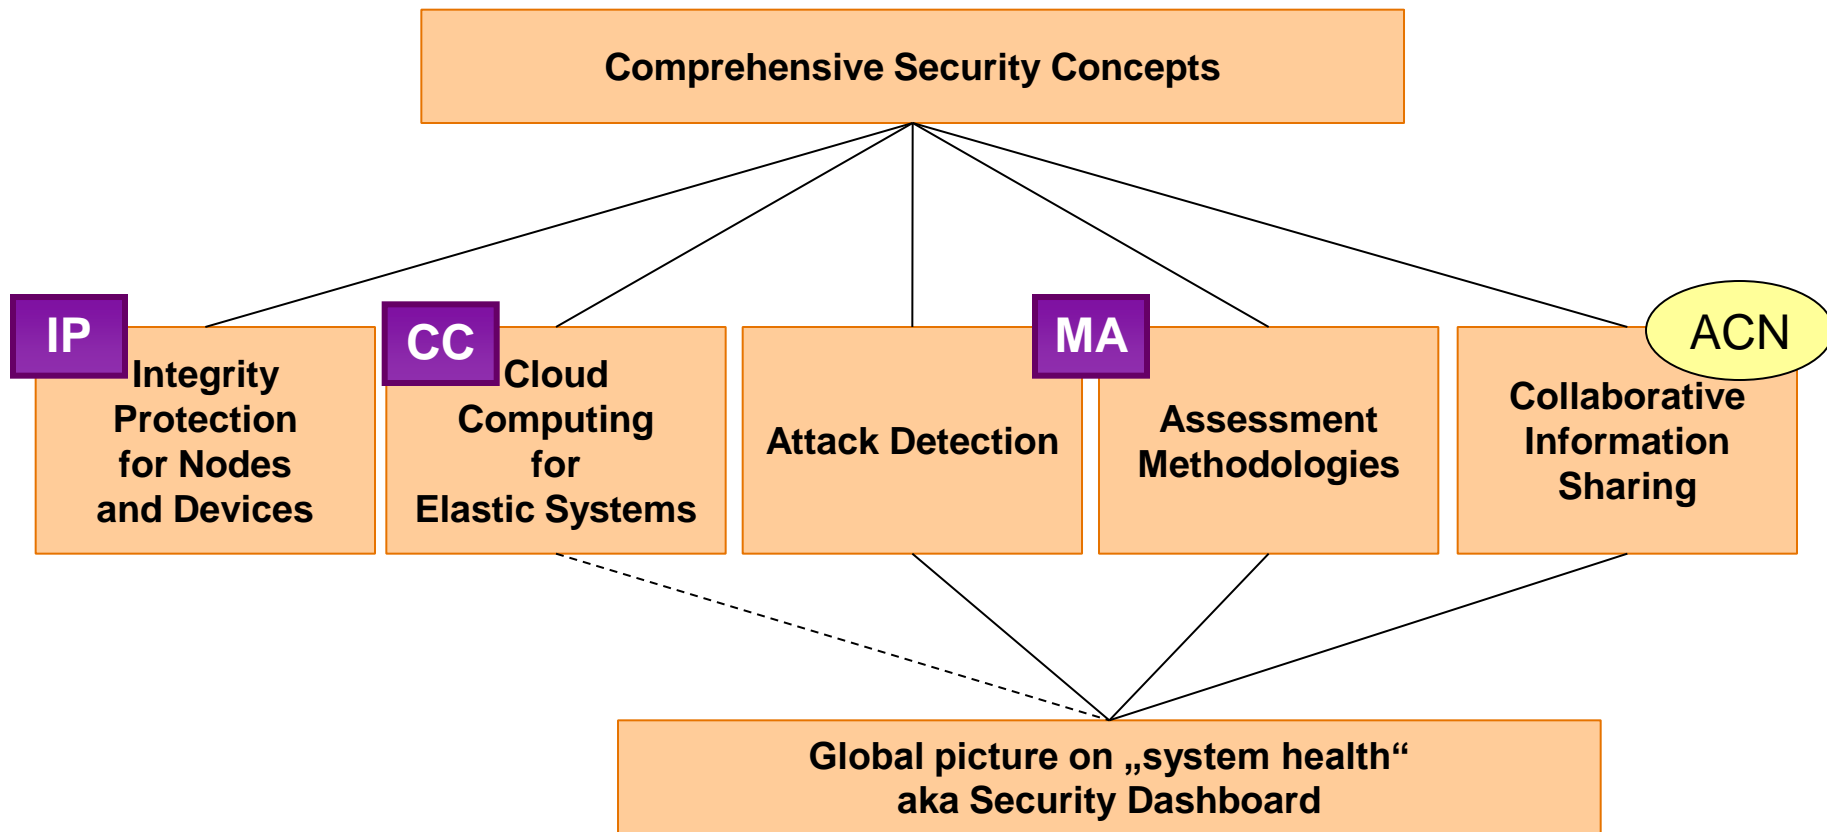 Comprehensive Security Concepts
IP
Integrity
Protection
for Nodes
and Devices
CC
Cloud
Computing
for
Elastic Systems
Attack Detection
MA
Assessment
Methodologies
ACN
Collaborative
Information
Sharing
Global picture on „system health“
aka Security Dashboard